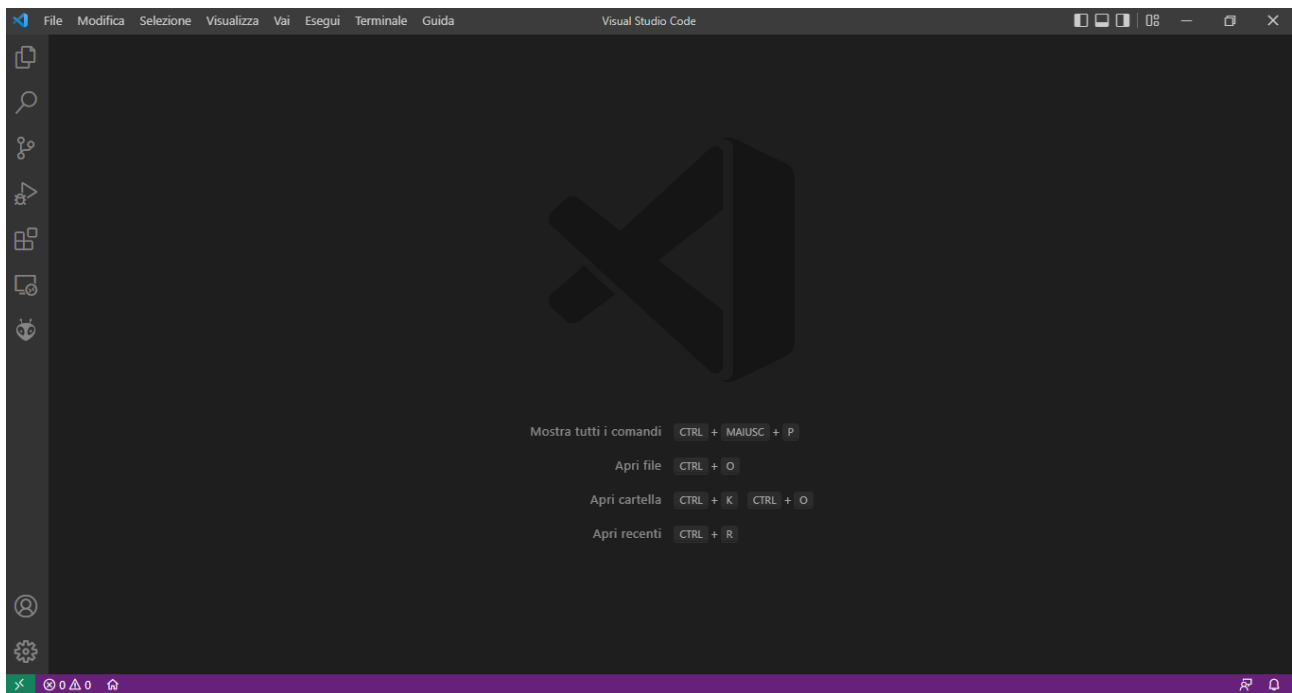 File Modifica Selezione Visualizza Vai Esegui Terminale Guida Visual Studio Code
Mostra tutti i comandi CTRL + MAIUSC + P
Apri file CTRL + O
Apri cartella CTRL + K CTRL + O
Apri recenti CTRL + R
0 0